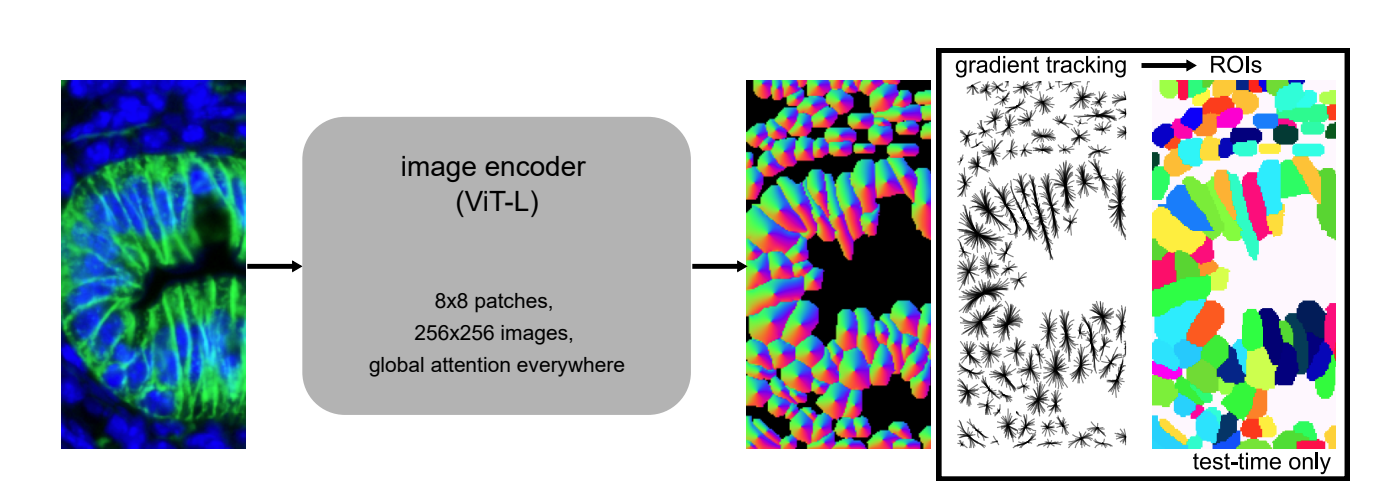 image encoder
(ViT-L)
8x8 patches,
256x256 images,
global attention everywhere
gradient tracking
ROIs
test-time only